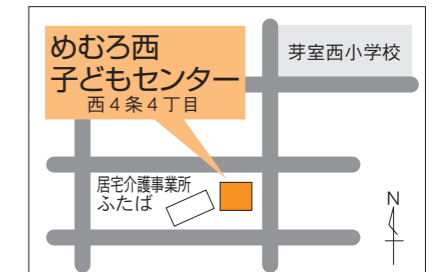 めむろ西
子どもセンター
西4条4丁目
芽室西小学校
居宅介護事業所
ふたば
N